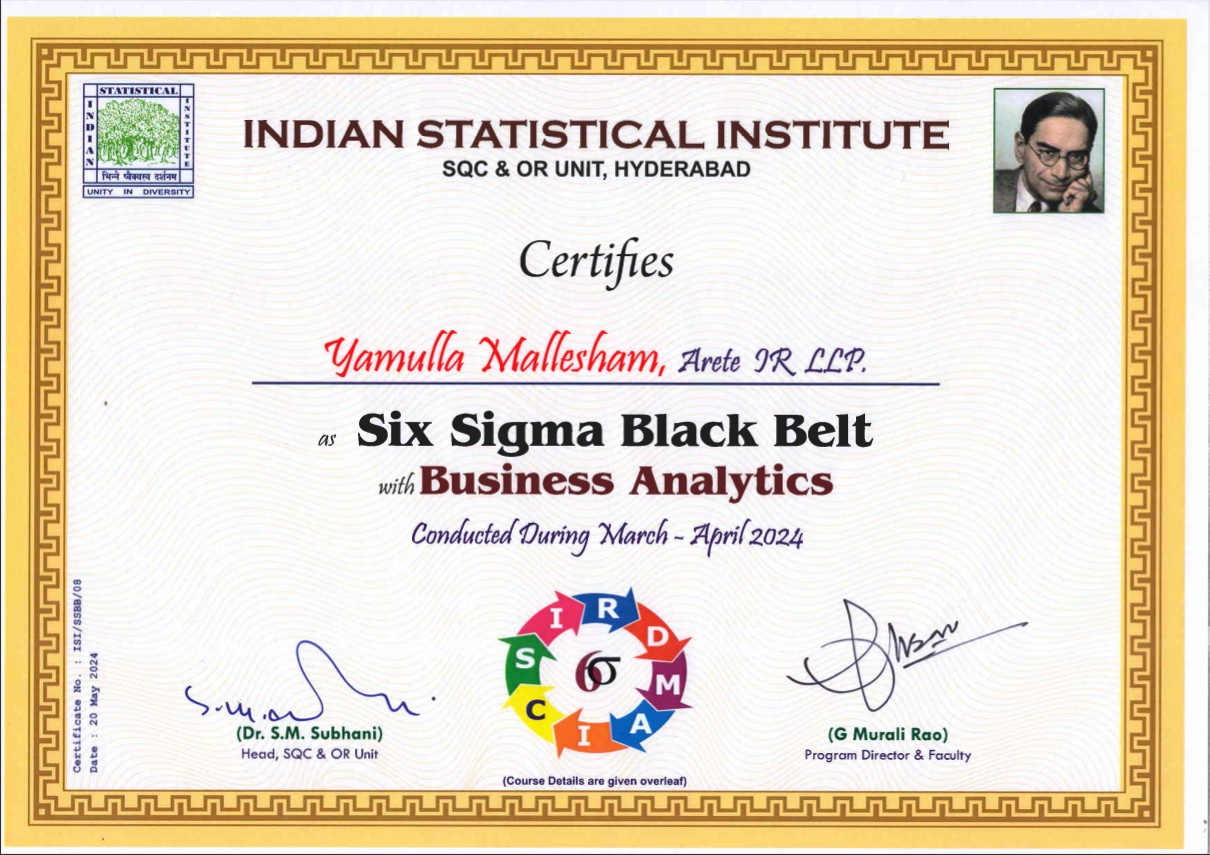 STATISTICAL
INDIAN
INSTITUTE
भिन्ने ष्वैक्यस्य दर्शनम्
UNITY IN DIVERSITY
INDIAN STATISTICAL INSTITUTE
SQC & OR UNIT, HYDERABAD
Certifies
Yamulla Mallesham, Arete IR LLP.
as Six Sigma Black Belt
with Business Analytics
Conducted During March - April 2024
Certificate No. : ISI/SSBB/08
Date : 20 May 2024
I R D M A I C S
6σ
(Dr. S.M. Subhani)
Head, SQC & OR Unit
(G Murali Rao)
Program Director & Faculty
(Course Details are given overleaf)